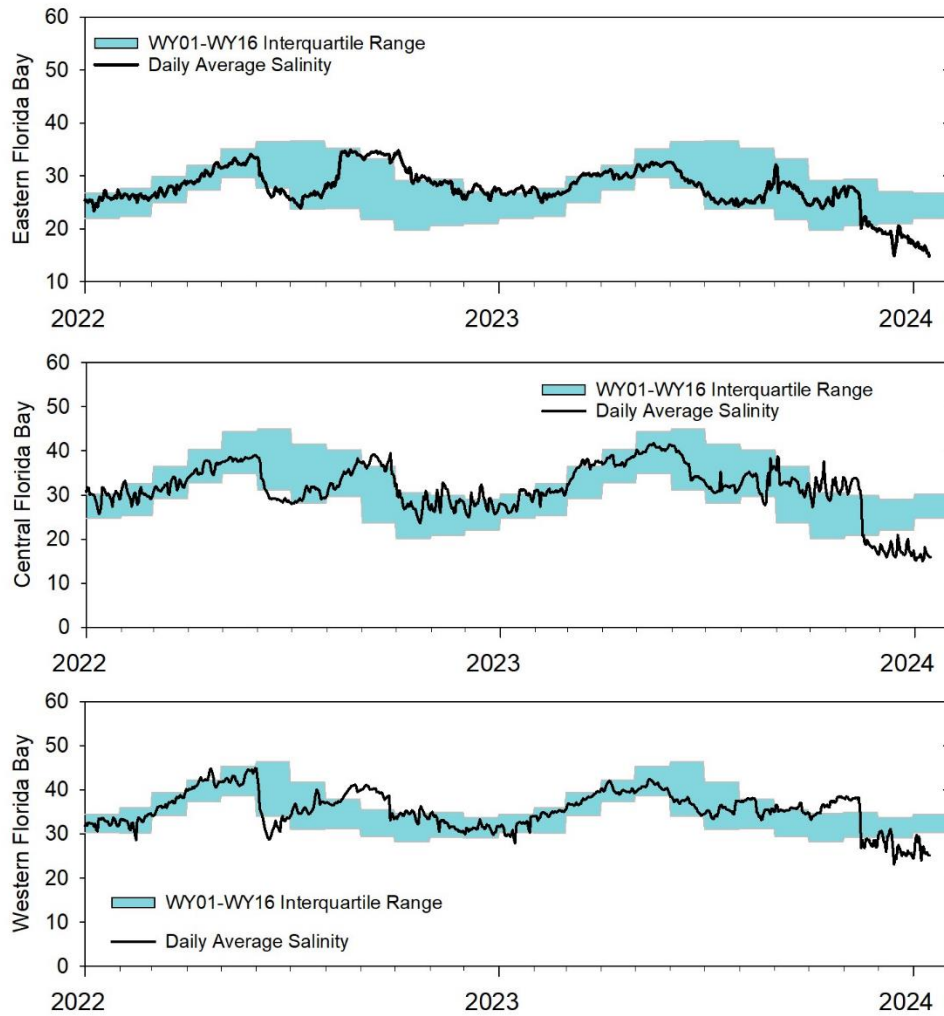 60
WY01-WY16 Interquartile Range
50
Daily Average Salinity
40
Eastern Florida Bay
30
20
10
2022 2023 2024
60
WY01-WY16 Interquartile Range
50
Daily Average Salinity
40
Central Florida Bay
30
20
10
0
2022 2023 2024
60
50
40
Western Florida Bay
30
20
WY01-WY16 Interquartile Range
10
Daily Average Salinity
0
2022 2023 2024